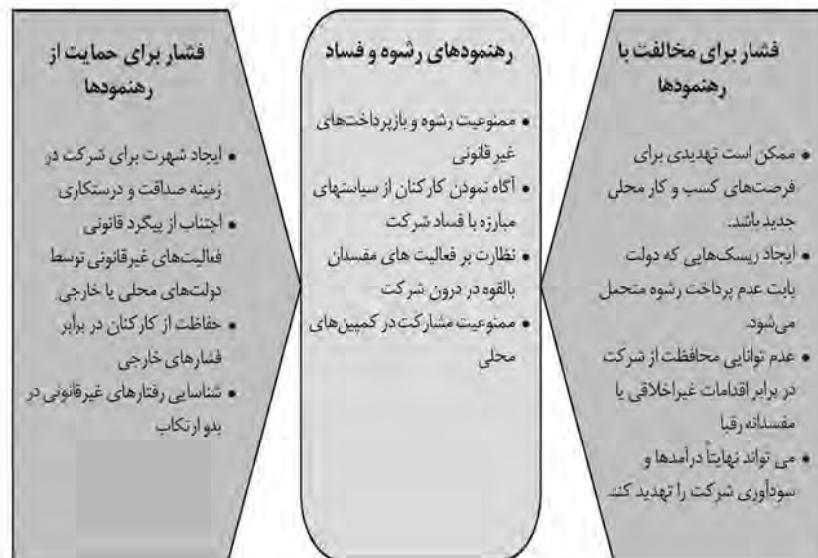 فشار برای مخالفت با
رهنمودها
• ممکن است تهدیدی برای
فرصت‌های کسب و کار محلی
جدید باشد.
• ایجاد ریسک‌هایی که دولت
بابت عدم پرداخت رشوه متحمل
می‌شود.
• عدم توانایی محافظت از شرکت
در برابر اقدامات غیراخلاقی یا
مفسدانه رقبا
• می تواند نهایتاً درآمدها و
سودآوری شرکت را تهدید کند.
رهنمودهای رشوه و فساد
• ممنوعیت رشوه و بازپرداخت‌های
غیر قانونی
• آگاه نمودن کارکنان از سیاستهای
مبارزه با فساد شرکت
• نظارت بر فعالیت های مفسدان
بالقوه در درون شرکت
• ممنوعیت مشارکت در کمپین‌های
محلی
فشار برای حمایت از
رهنمودها
• ایجاد شهرت برای شرکت در
زمینه صداقت و درستکاری
• اجتناب از پیگرد قانونی
فعالیت‌های غیرقانونی توسط
دولت‌های محلی یا خارجی
• حفاظت از کارکنان در برابر
فشارهای خارجی
• شناسایی رفتارهای غیرقانونی در
بدو ارتکاب